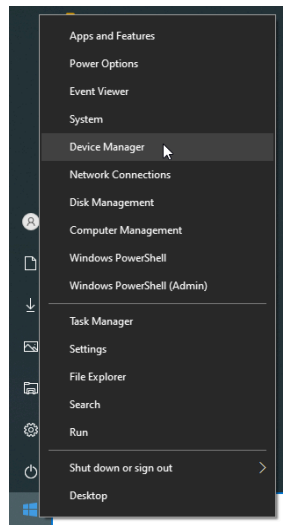 Apps and Features
Power Options
Event Viewer
System
Device Manager
Network Connections
Disk Management
Computer Management
Windows PowerShell
Windows PowerShell (Admin)
Task Manager
Settings
File Explorer
Search
Run
Shut down or sign out
Desktop